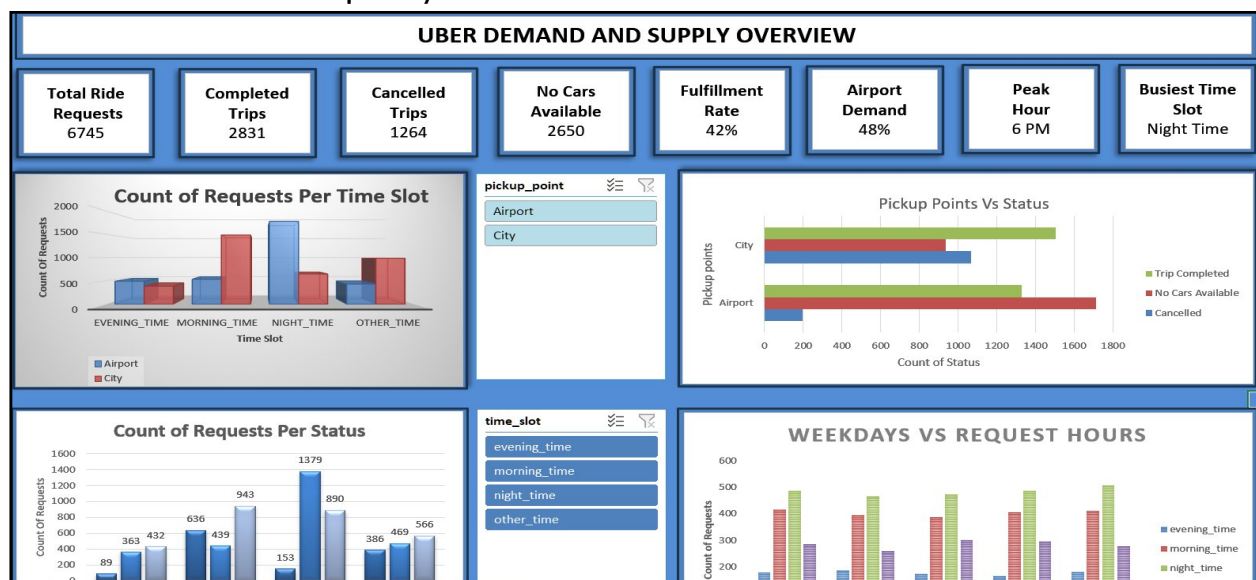 UBER DEMAND AND SUPPLY OVERVIEW
Total Ride
Requests
6745
Completed
Trips
2831
Cancelled
Trips
1264
No Cars
Available
2650
Fulfillment
Rate
42%
Airport
Demand
48%
Peak
Hour
6 PM
Busiest Time
Slot
Night Time
Count of Requests Per Time Slot
Count Of Requests
2000
1500
1000
500
0
EVENING_TIME MORNING_TIME NIGHT_TIME OTHER_TIME
Time Slot
Airport
City
pickup_point
Airport
City
Pickup Points Vs Status
Pickup points
City
Airport
0 200 400 600 800 1000 1200 1400 1600 1800
Count of Status
Trip Completed
No Cars Available
Cancelled
Count of Requests Per Status
Count Of Requests
1600
1400
1200
1000
800
600
400
200
89 363 432
636 439 943
153 1379 890
386 469 566
time_slot
evening_time
morning_time
night_time
other_time
WEEKDAYS VS REQUEST HOURS
Count of Requests
600
500
400
300
200
evening_time
morning_time
night_time